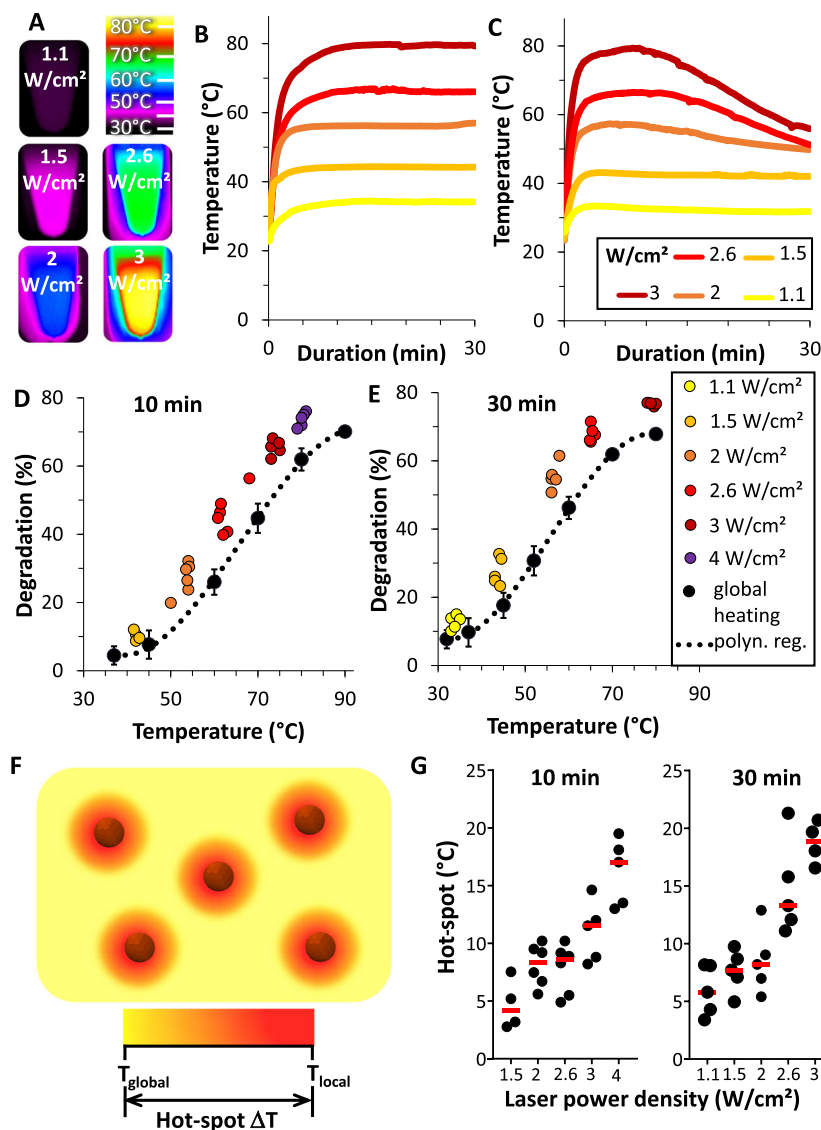 A
1.1
W/cm²
80°C
70°C
60°C
50°C
40°C
30°C
1.5
W/cm²
2.6
W/cm²
2
W/cm²
3
W/cm²
B
Temperature (°C)
80
60
40
20
0
0
30
Duration (min)
C
Temperature (°C)
80
60
40
20
0
0
30
Duration (min)
W/cm²
2.6
1.5
3
2
1.1
D
10 min
Degradation (%)
80
60
40
20
0
30
50
70
90
Temperature (°C)
E
30 min
Degradation (%)
80
60
40
20
0
30
50
70
90
Temperature (°C)
1.1 W/cm²
1.5 W/cm²
2 W/cm²
2.6 W/cm²
3 W/cm²
4 W/cm²
global
heating
polyn. reg.
F
Tglobal
Tlocal
Hot-spot ΔT
G
10 min
30 min
Hot-spot (°C)
25
20
15
10
5
0
1.5
2
2.6
3
4
25
20
15
10
5
0
1.1
1.5
2
2.6
3
Laser power density (W/cm²)